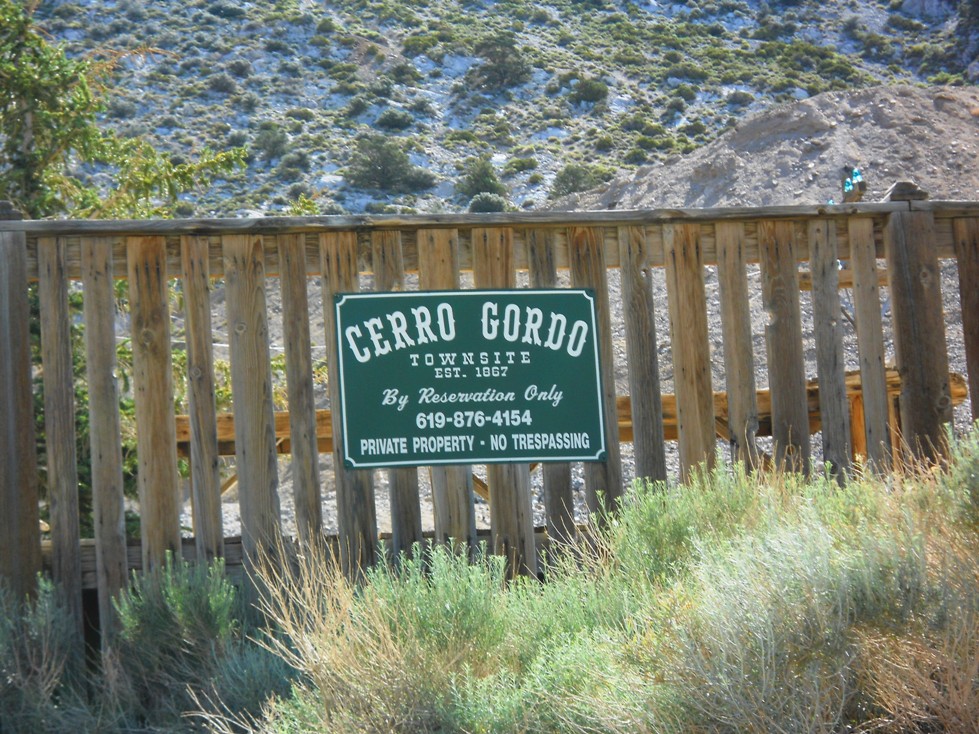 CERRO GORDO
TOWNSITE
EST. 1867
By Reservation Only
619-876-4154
PRIVATE PROPERTY - NO TRESPASSING